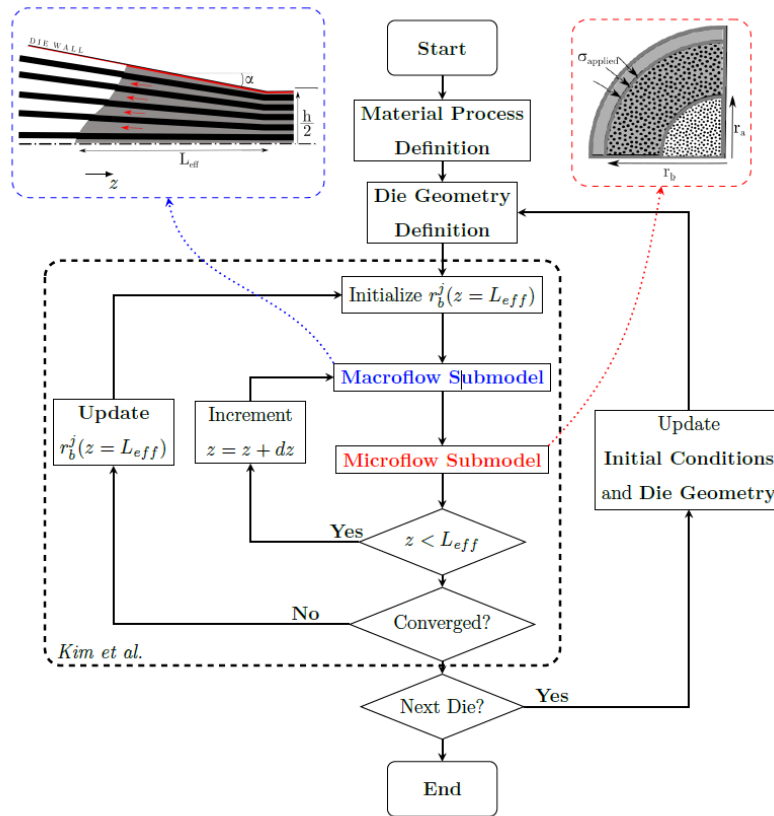 DIE WALL
α
h
2
L_eff
z
σ_applied
r_a
r_b
Start
Material Process
Definition
Die Geometry
Definition
Initialize r_b^j(z = L_eff)
Macroflow Submodel
Update
r_b^j(z = L_eff)
Increment
z = z + dz
Microflow Submodel
Update
Initial Conditions
and Die Geometry
Yes
z < L_eff
No
Converged?
Kim et al.
Next Die?
Yes
End